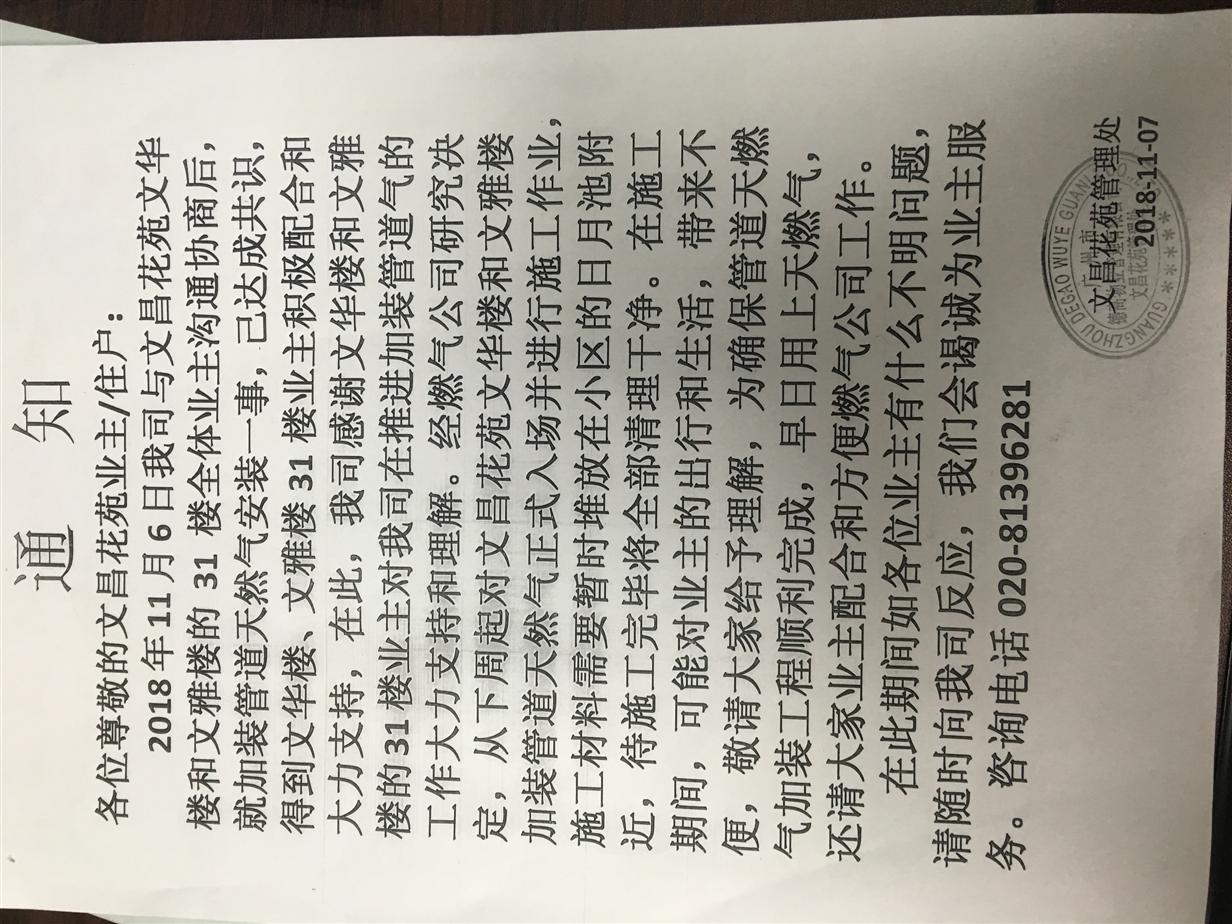 通 知
各位尊敬的文昌花苑业主/住户：
2018年11月6日我司与文昌花苑文华
楼和文雅楼的 31 楼全体业主沟通协商后，
就加装管道天然气安装一事，己达成共识，
得到文华楼、文雅楼 31 楼业主积极配合和
大力支持，在此，我司感谢文华楼和文雅
楼的31楼业主对我司在推进加装管道气的
工作大力支持和理解。经燃气公司研究决
定，从下周起对文昌花苑文华楼和文雅楼
加装管道天然气正式入场并进行施工作业，
施工材料需要暂时堆放在小区的日月池附
近，待施工完毕将全部清理干净。在施工
期间，可能对业主的出行和生活，带来不
便，敬请大家给予理解，为确保管道天燃
气加装工程顺利完成，早日用上天燃气，
还请大家业主配合和方便燃气公司工作。
在此期间如各位业主有什么不明问题，
请随时向我司反应，我们会谒诚为业主服
务。咨询电话 020-81396281
文昌花苑管理处
2018-11-07
GUANGZHOU DEGAO WUYE GUANLI
文昌花苑管理处